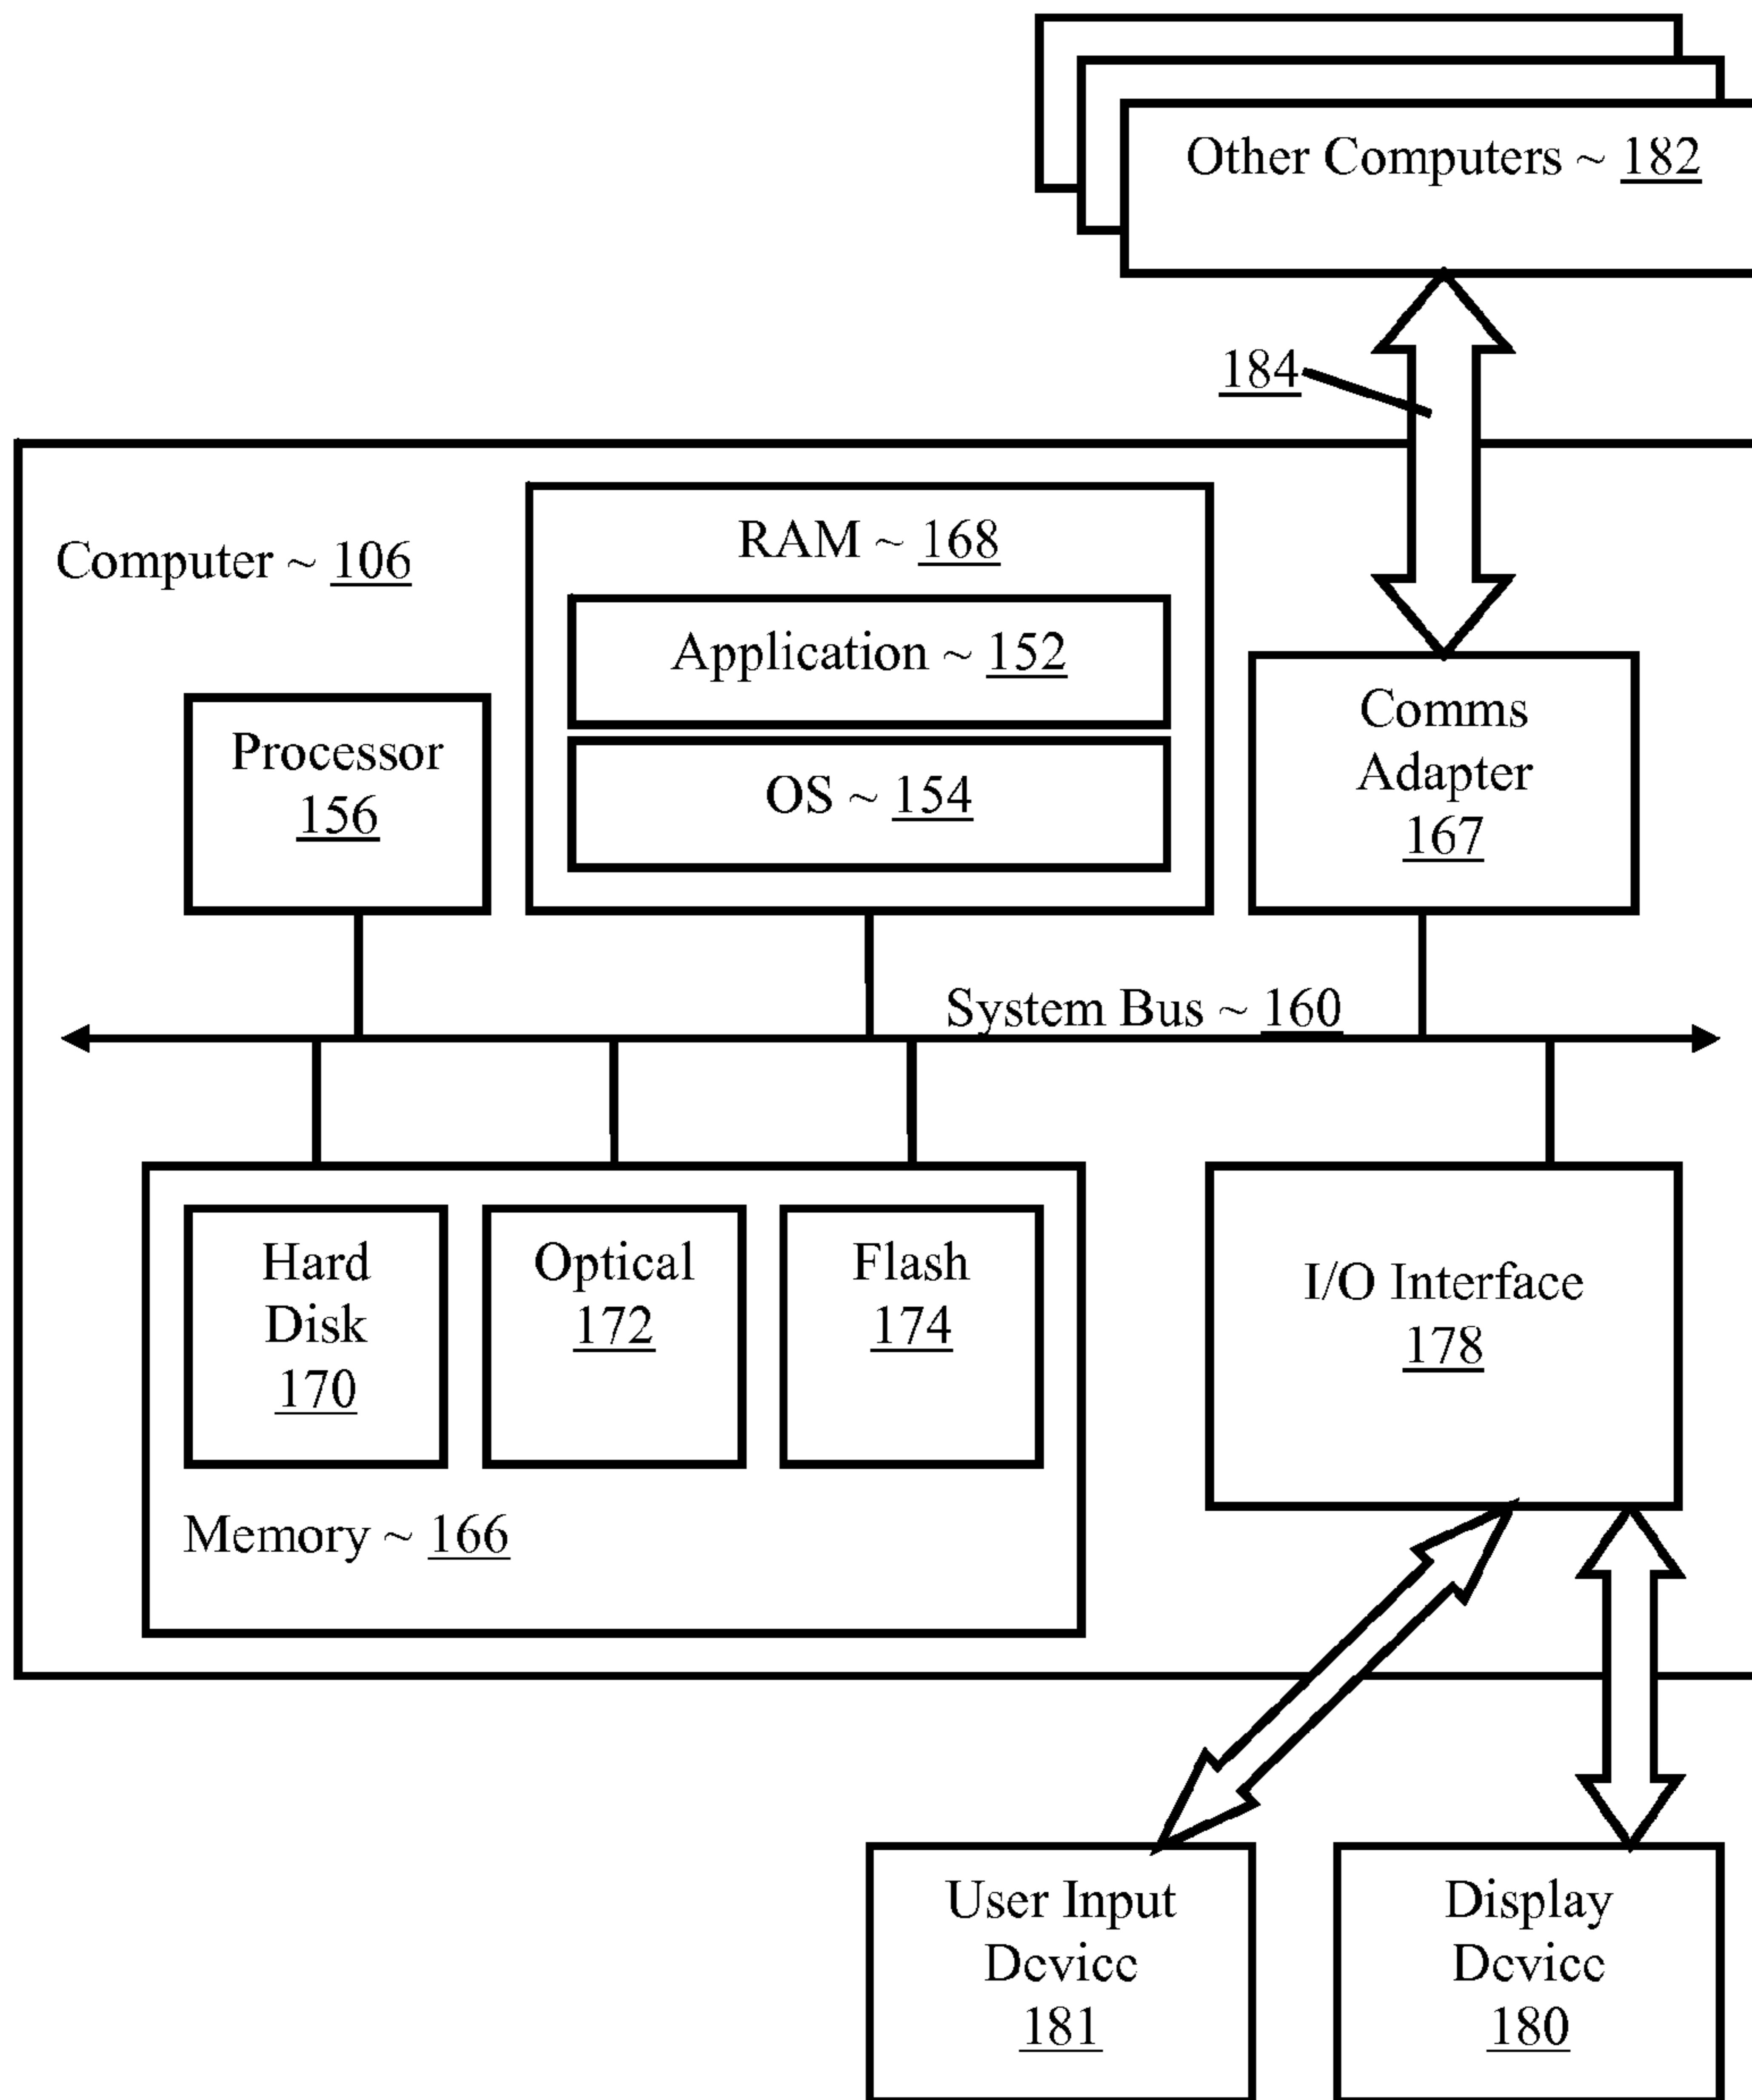 Other Computers ~ 182
184
Computer ~ 106
RAM ~ 168
Application ~ 152
OS ~ 154
Processor
156
Comms
Adapter
167
System Bus ~ 160
Hard
Disk
170
Optical
172
Flash
174
Memory ~ 166
I/O Interface
178
User Input
Device
181
Display
Device
180